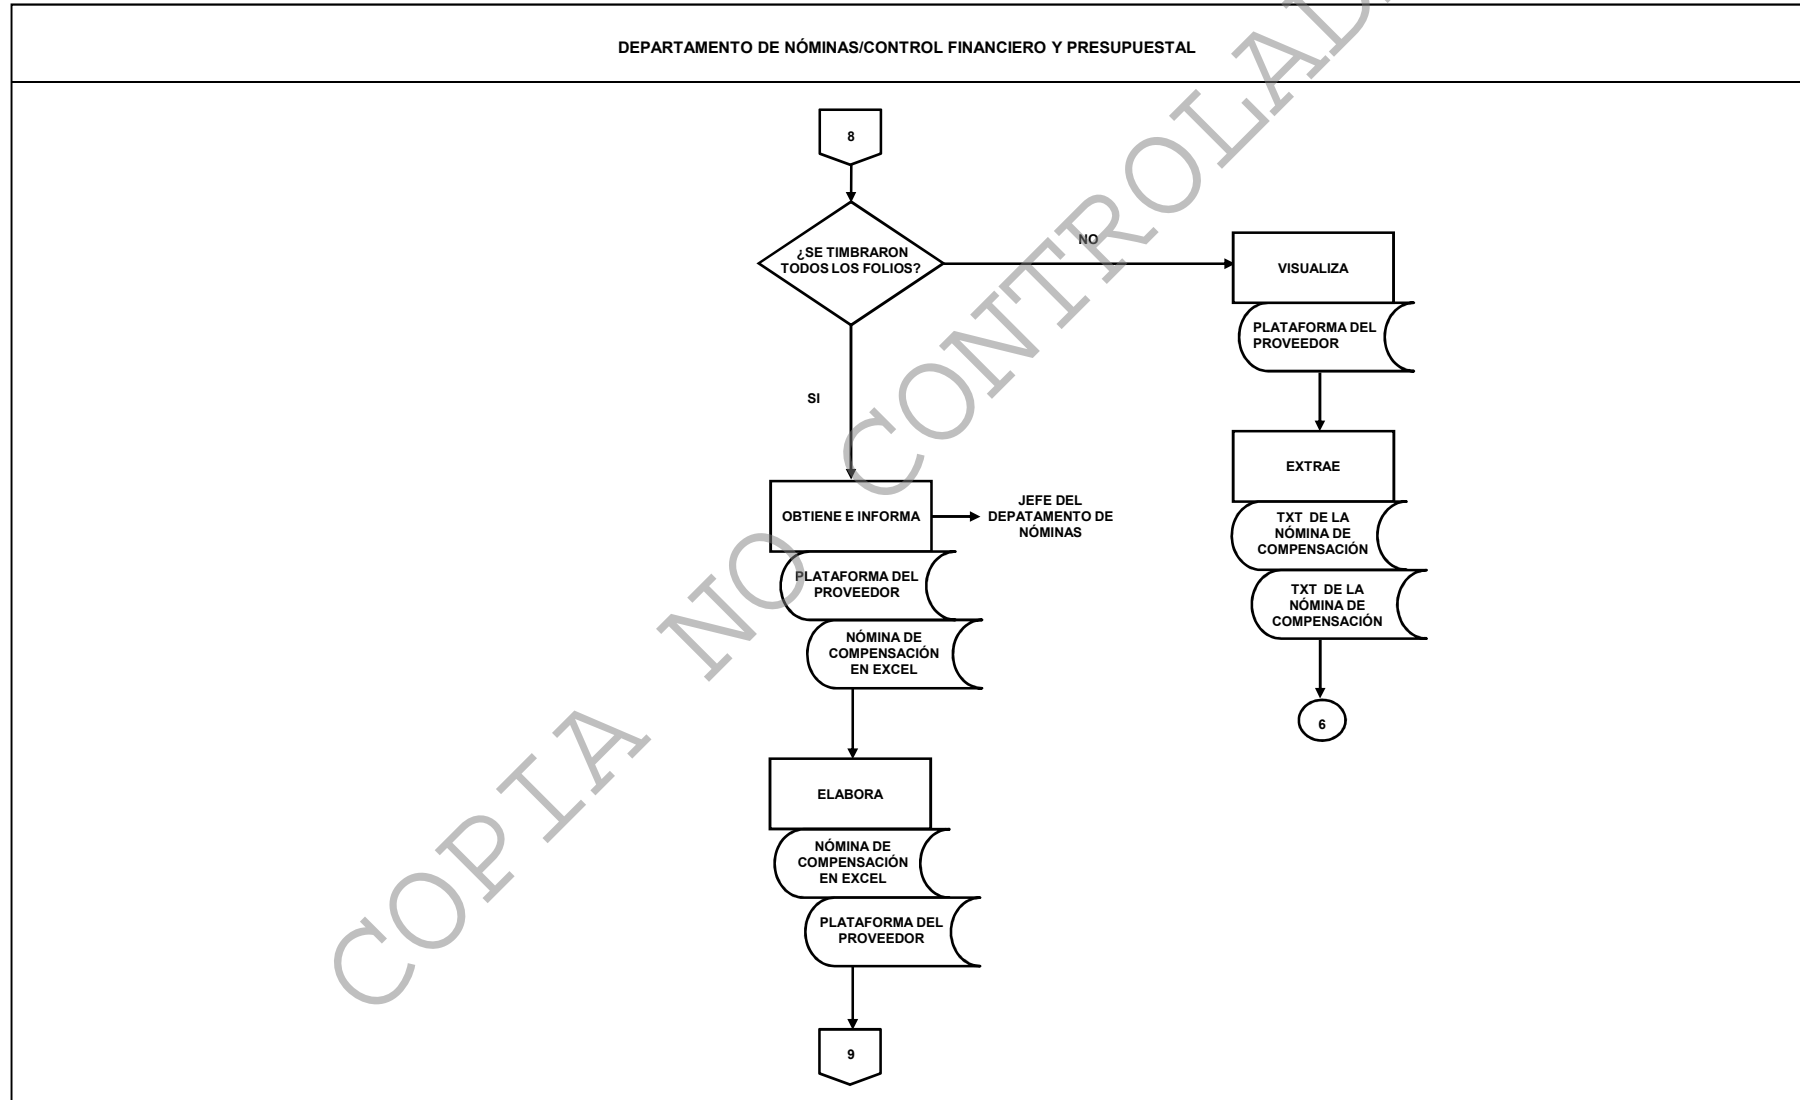 DEPARTAMENTO DE NÓMINAS/CONTROL FINANCIERO Y PRESUPUESTAL
8
¿SE TIMBRARON
TODOS LOS FOLIOS?
NO
VISUALIZA
PLATAFORMA DEL
PROVEEDOR
SI
EXTRAE
TXT DE LA
NÓMINA DE
COMPENSACIÓN
TXT DE LA
NÓMINA DE
COMPENSACIÓN
6
OBTIENE E INFORMA
JEFE DEL
DEPATAMENTO DE
NÓMINAS
PLATAFORMA DEL
PROVEEDOR
NÓMINA DE
COMPENSACIÓN
EN EXCEL
ELABORA
NÓMINA DE
COMPENSACIÓN
EN EXCEL
PLATAFORMA DEL
PROVEEDOR
9
COPIA NO CONTROLAD